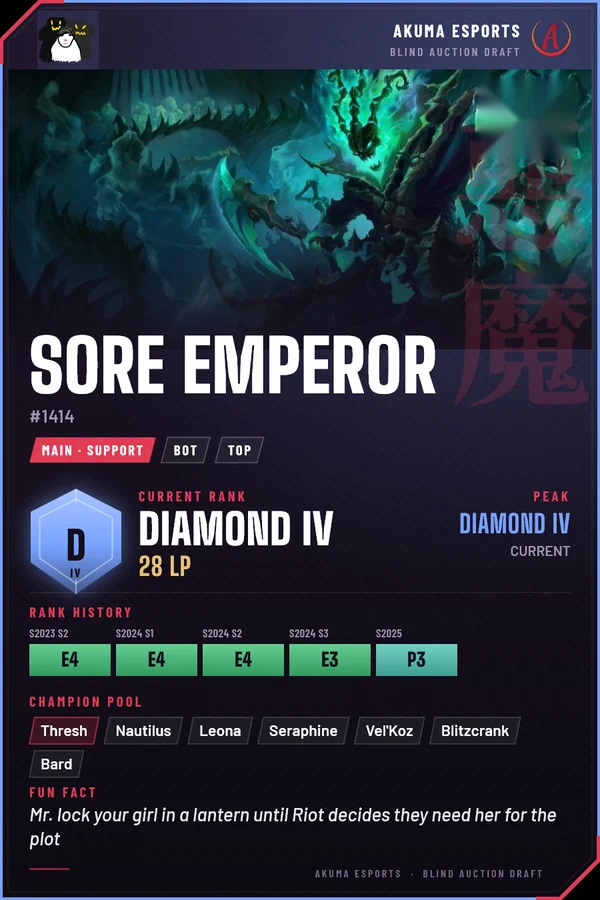 AKUMA ESPORTS
BLIND AUCTION DRAFT
A
悪
魔
SORE EMPEROR
#1414
MAIN · SUPPORT BOT TOP
CURRENT RANK PEAK
D DIAMOND IV DIAMOND IV
IV 28 LP CURRENT
RANK HISTORY
S2023 S2 S2024 S1 S2024 S2 S2024 S3 S2025
E4 E4 E4 E3 P3
CHAMPION POOL
Thresh Nautilus Leona Seraphine Vel'Koz Blitzcrank
Bard
FUN FACT
Mr. lock your girl in a lantern until Riot decides they need her for the
plot
AKUMA ESPORTS · BLIND AUCTION DRAFT